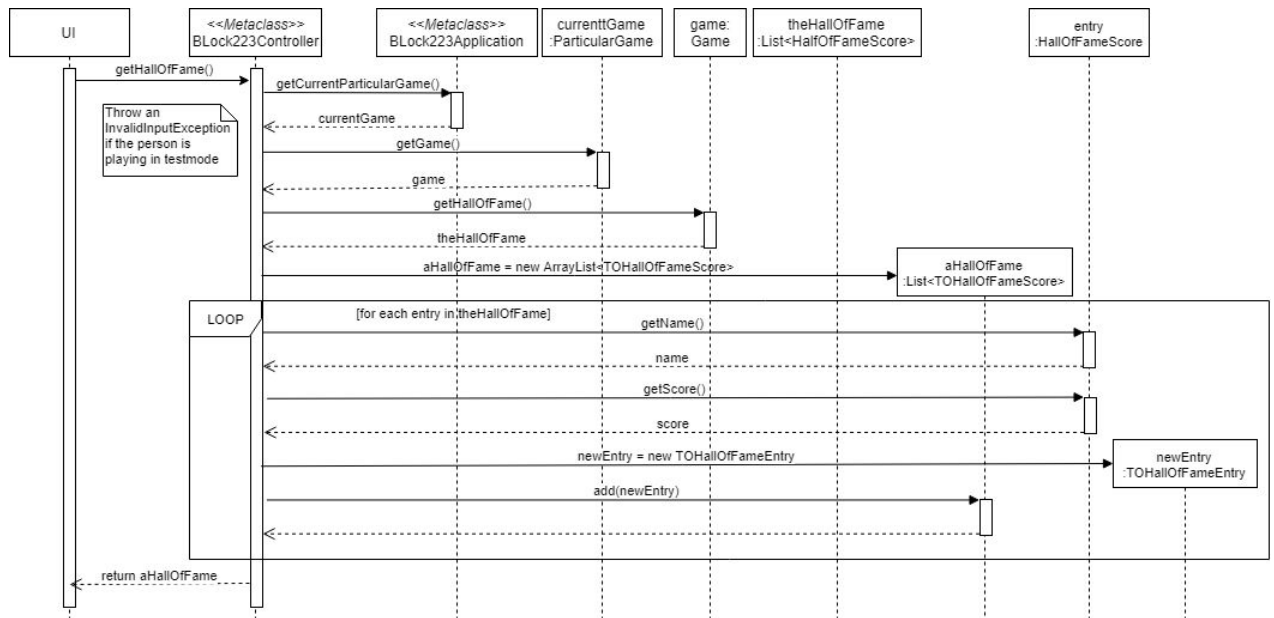 UI
<<Metaclass>>
BLock223Controller
<<Metaclass>>
BLock223Application
currenttGame
:ParticularGame
game:
Game
theHallOfFame
:List<HalfOfFameScore>
entry
:HallOfFameScore
getHallOfFame()
getCurrentParticularGame()
Throw an
InvalidInputException
if the person is
playing in testmode
currentGame
getGame()
game
getHallOfFame()
theHallOfFame
aHallOfFame = new ArrayList<TOHallOfFameScore>
aHallOfFame
:List<TOHallOfFameScore>
LOOP
[for each entry in theHallOfFame]
getName()
name
getScore()
score
newEntry = new TOHallOfFameEntry
newEntry
:TOHallOfFameEntry
add(newEntry)
return aHallOfFame